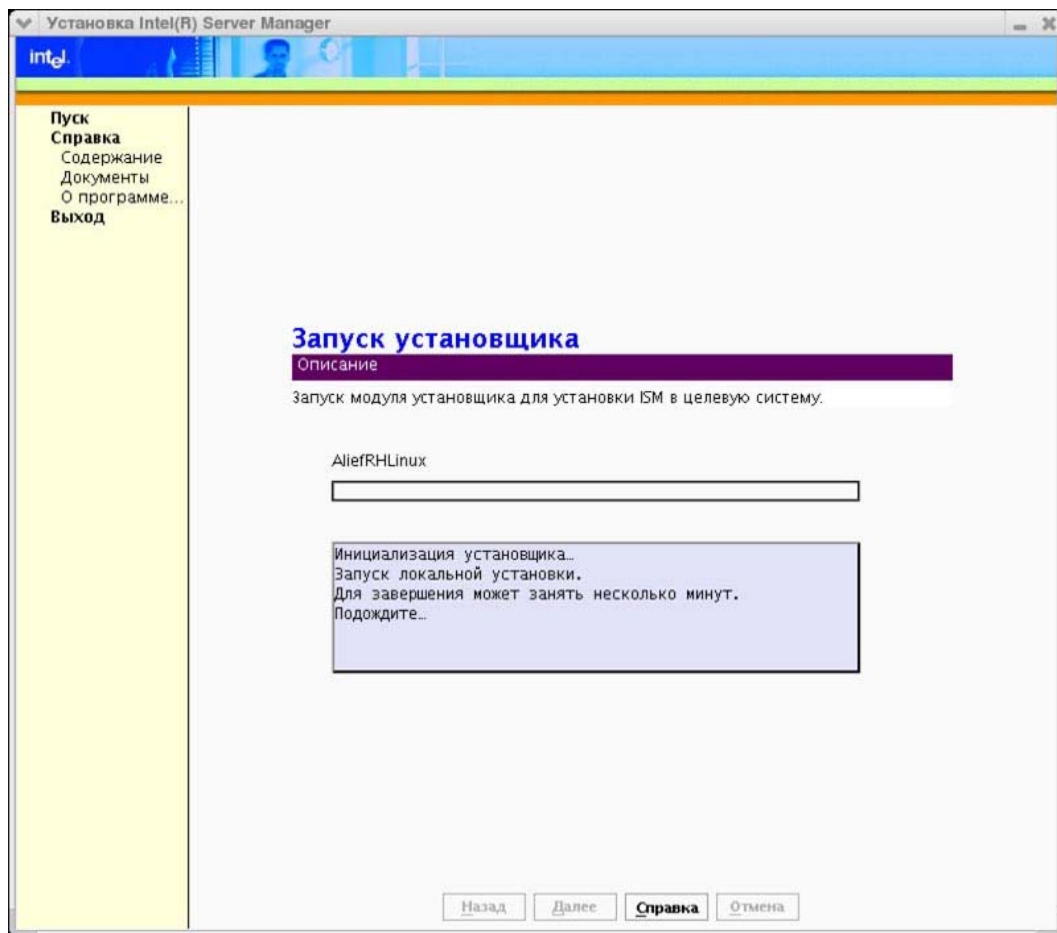 Установка Intel(R) Server Manager
intel.
Пуск
Справка
Содержание
Документы
О программе...
Выход
Запуск установщика
Описание
Запуск модуля установщика для установки ISM в целевую систему.
AliefRHLinux
Инициализация установщика…
Запуск локальной установки.
Для завершения может занять несколько минут.
Подождите…
Назад
Далее
Справка
Отмена